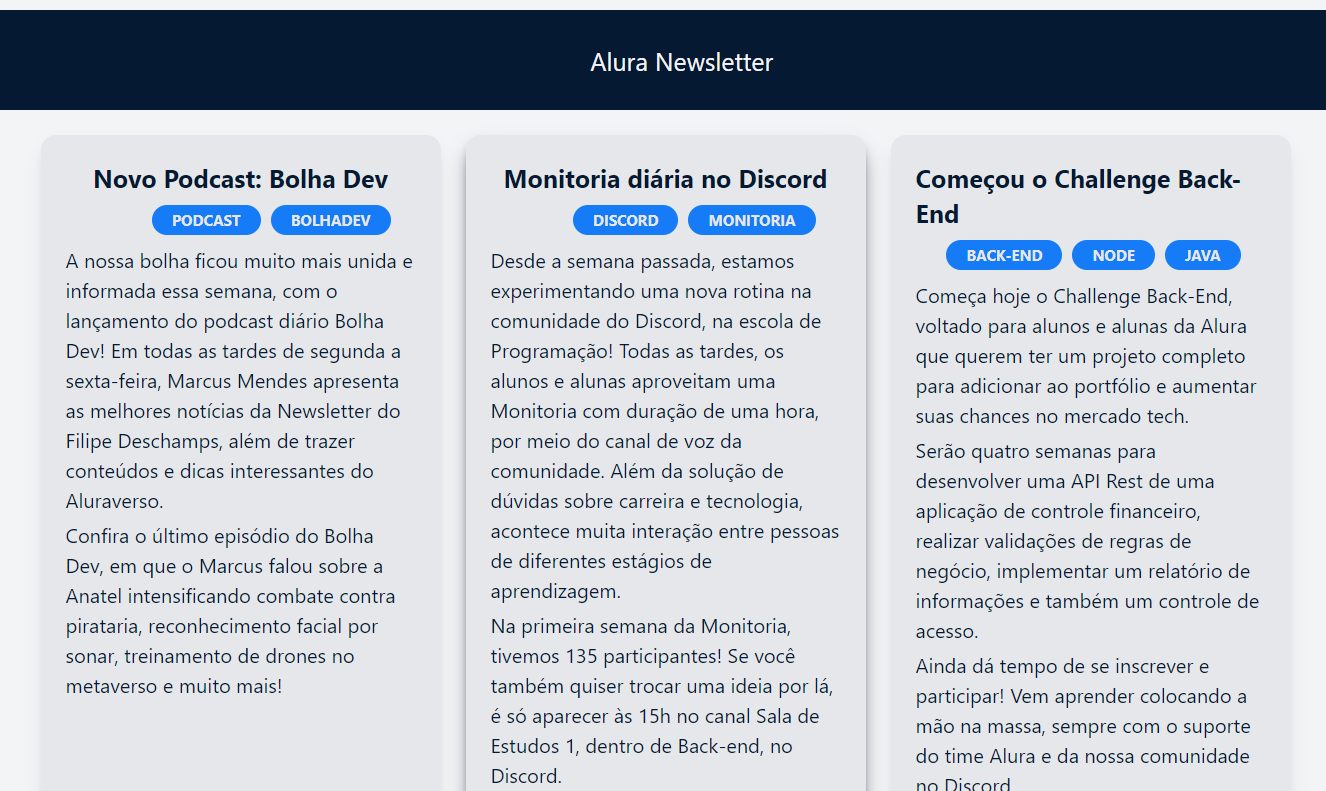 Alura Newsletter
Novo Podcast: Bolha Dev
PODCAST BOLHADEV
A nossa bolha ficou muito mais unida e
informada essa semana, com o
lançamento do podcast diário Bolha
Dev! Em todas as tardes de segunda a
sexta-feira, Marcus Mendes apresenta
as melhores notícias da Newsletter do
Filipe Deschamps, além de trazer
conteúdos e dicas interessantes do
Aluraverso.
Confira o último episódio do Bolha
Dev, em que o Marcus falou sobre a
Anatel intensificando combate contra
pirataria, reconhecimento facial por
sonar, treinamento de drones no
metaverso e muito mais!
Monitoria diária no Discord
DISCORD MONITORIA
Desde a semana passada, estamos
experimentando uma nova rotina na
comunidade do Discord, na escola de
Programação! Todas as tardes, os
alunos e alunas aproveitam uma
Monitoria com duração de uma hora,
por meio do canal de voz da
comunidade. Além da solução de
dúvidas sobre carreira e tecnologia,
acontece muita interação entre pessoas
de diferentes estágios de
aprendizagem.
Na primeira semana da Monitoria,
tivemos 135 participantes! Se você
também quiser trocar uma ideia por lá,
é só aparecer às 15h no canal Sala de
Estudos 1, dentro de Back-end, no
Discord.
Começou o Challenge Back-
End
BACK-END NODE JAVA
Começa hoje o Challenge Back-End,
voltado para alunos e alunas da Alura
que querem ter um projeto completo
para adicionar ao portfólio e aumentar
suas chances no mercado tech.
Serão quatro semanas para
desenvolver uma API Rest de uma
aplicação de controle financeiro,
realizar validações de regras de
negócio, implementar um relatório de
informações e também um controle de
acesso.
Ainda dá tempo de se inscrever e
participar! Vem aprender colocando a
mão na massa, sempre com o suporte
do time Alura e da nossa comunidade
no Discord